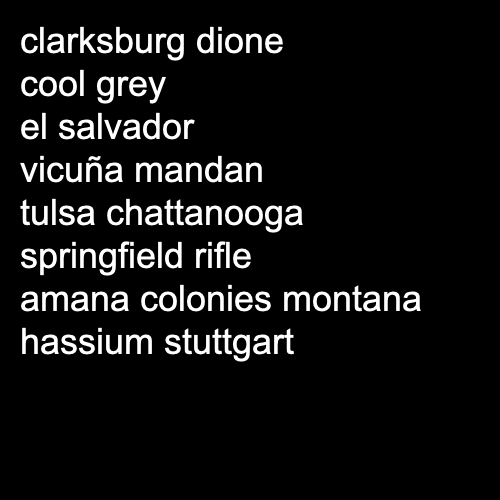 clarksburg dione
cool grey
el salvador
vicuña mandan
tulsa chattanooga
springfield rifle
amana colonies montana
hassium stuttgart